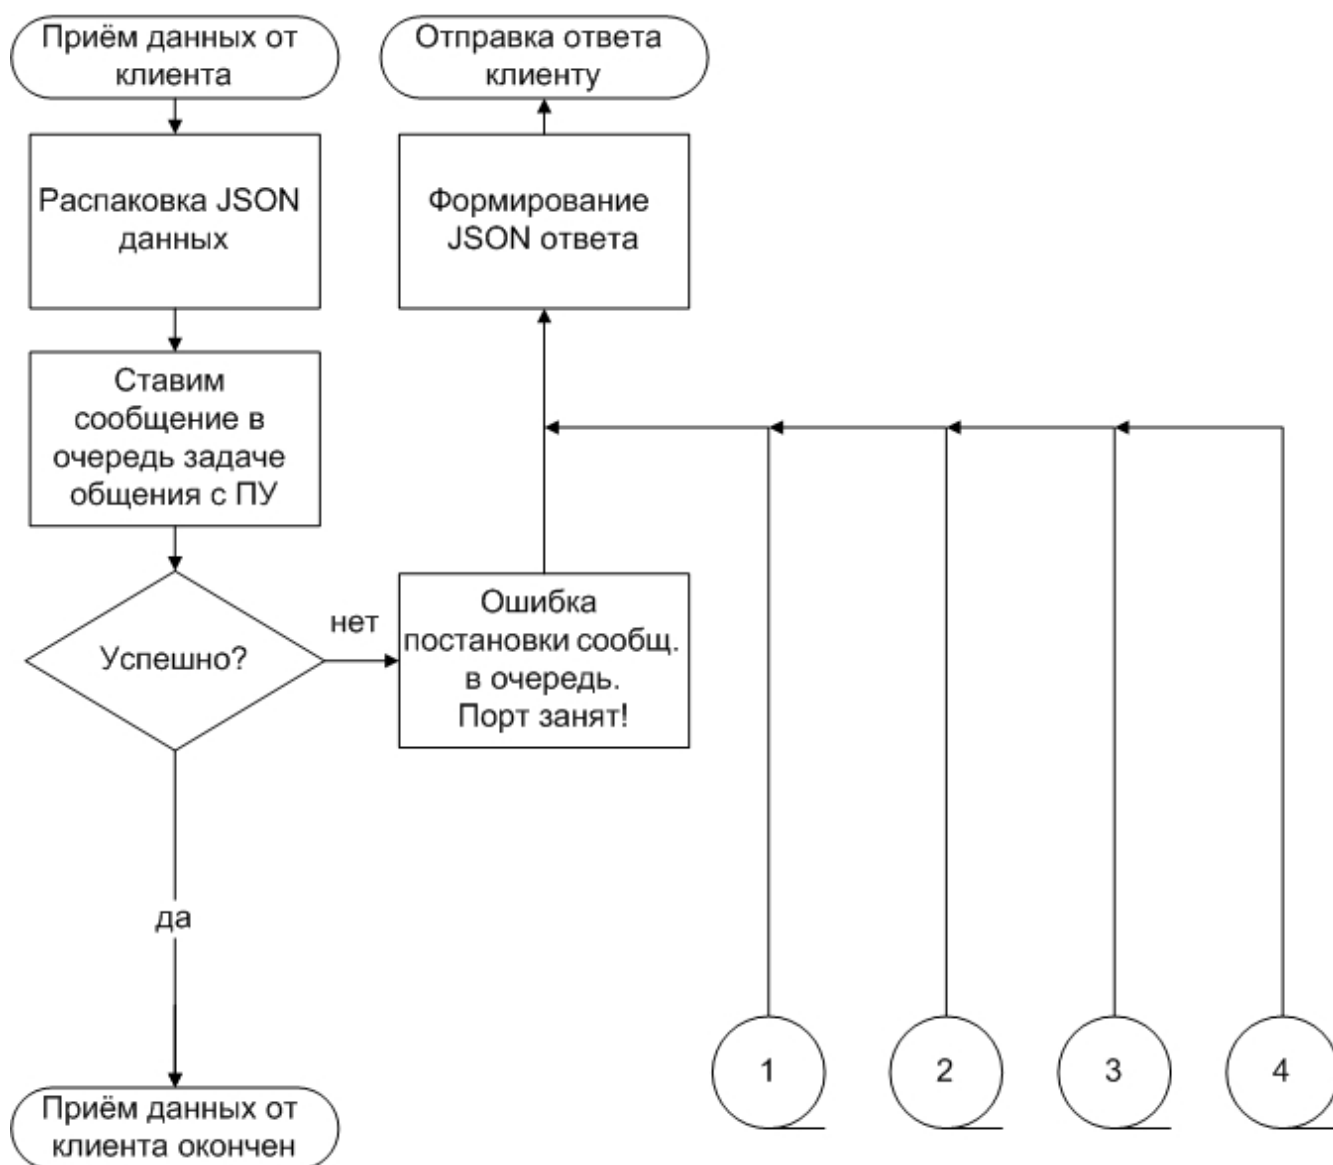 Приём данных от
клиента
Отправка ответа
клиенту
Распаковка JSON
данных
Формирование
JSON ответа
Ставим
сообщение в
очередь задаче
общения с ПУ
Успешно?
нет
Ошибка
постановки сообщ.
в очередь.
Порт занят!
да
1
2
3
4
Приём данных от
клиента окончен